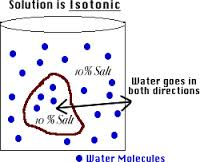 Solution is Isotonic
10% Salt
Water goes in
both directions
10% Salt
Water Molecules